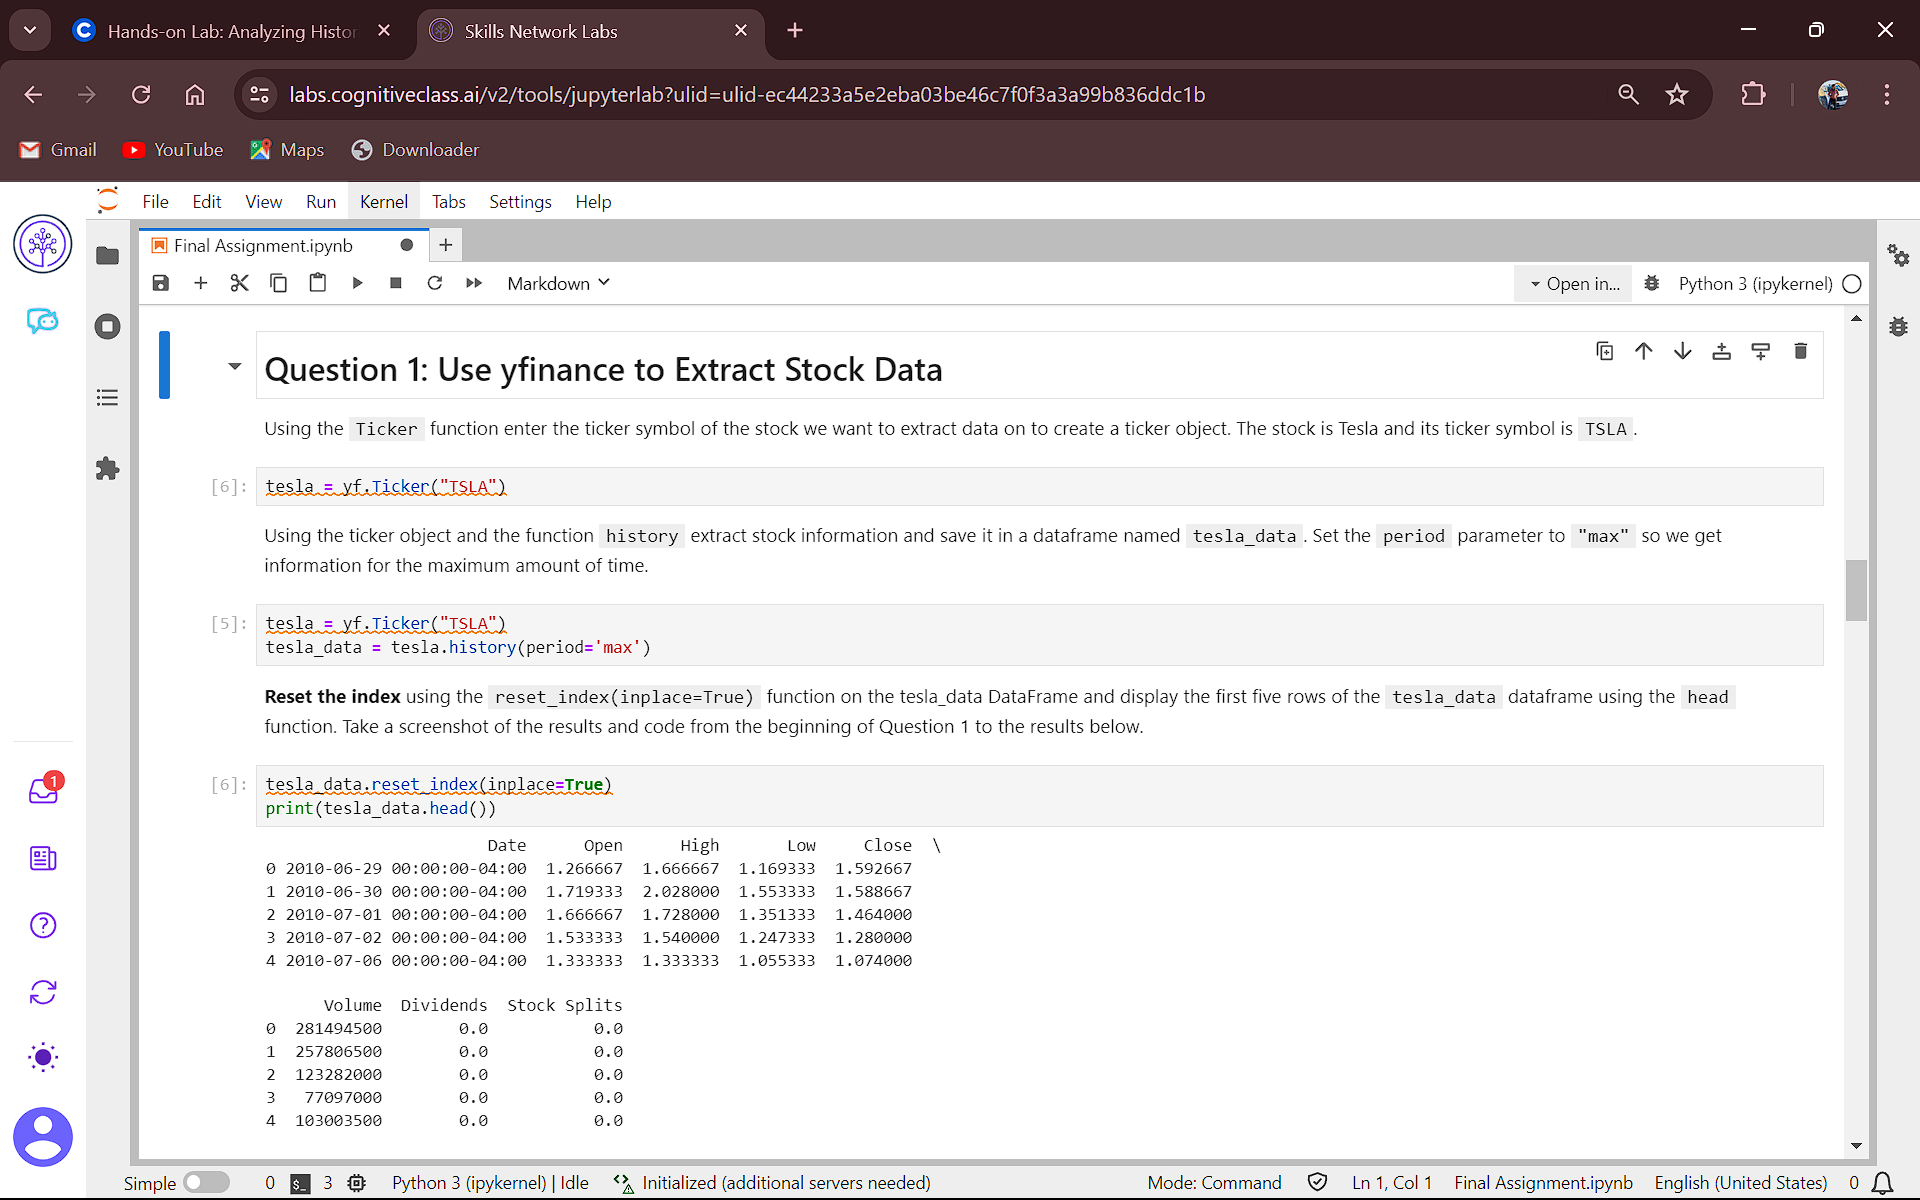 Hands-on Lab: Analyzing Histor
Skills Network Labs
labs.cognitiveclass.ai/v2/tools/jupyterlab?ulid=ulid-ec44233a5e2eba03be46c7f0f3a3a99b836ddc1b
Gmail YouTube Maps Downloader
File Edit View Run Kernel Tabs Settings Help
Final Assignment.ipynb
Markdown Open in... Python 3 (ipykernel)
Question 1: Use yfinance to Extract Stock Data
Using the Ticker function enter the ticker symbol of the stock we want to extract data on to create a ticker object. The stock is Tesla and its ticker symbol is TSLA .
[6]: tesla = yf.Ticker("TSLA")
Using the ticker object and the function history extract stock information and save it in a dataframe named tesla_data . Set the period parameter to "max" so we get
information for the maximum amount of time.
[5]: tesla = yf.Ticker("TSLA")
tesla_data = tesla.history(period='max')
Reset the index using the reset_index(inplace=True) function on the tesla_data DataFrame and display the first five rows of the tesla_data dataframe using the head
function. Take a screenshot of the results and code from the beginning of Question 1 to the results below.
[6]: tesla_data.reset_index(inplace=True)
print(tesla_data.head())
Date Open High Low Close \
0 2010-06-29 00:00:00-04:00 1.266667 1.666667 1.169333 1.592667
1 2010-06-30 00:00:00-04:00 1.719333 2.028000 1.553333 1.588667
2 2010-07-01 00:00:00-04:00 1.666667 1.728000 1.351333 1.464000
3 2010-07-02 00:00:00-04:00 1.533333 1.540000 1.247333 1.280000
4 2010-07-06 00:00:00-04:00 1.333333 1.333333 1.055333 1.074000
Volume Dividends Stock Splits
0 281494500 0.0 0.0
1 257806500 0.0 0.0
2 123282000 0.0 0.0
3 77097000 0.0 0.0
4 103003500 0.0 0.0
1
Simple 0 $_ 3 Python 3 (ipykernel) | Idle Initialized (additional servers needed) Mode: Command Ln 1, Col 1 Final Assignment.ipynb English (United States) 0